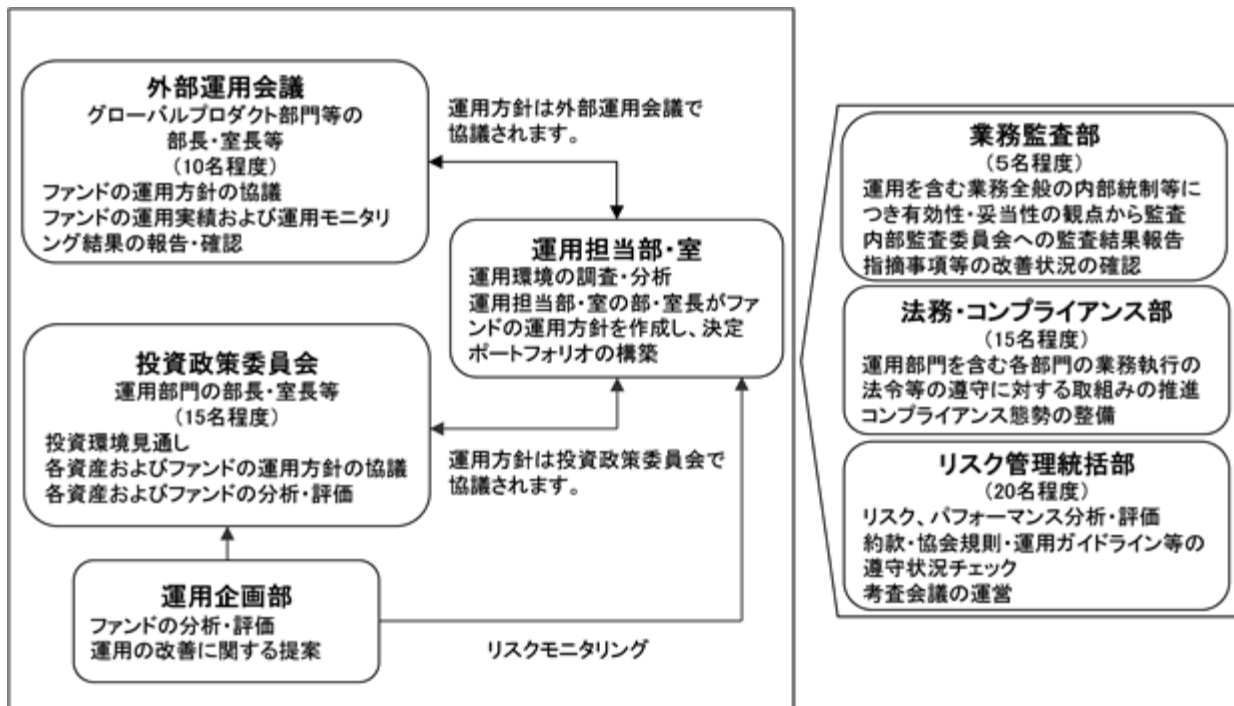 外部運用会議
グローバルプロダクト部門等の
部長・室長等
(10名程度)
ファンドの運用方針の協議
ファンドの運用実績および運用モニタリ
ング結果の報告・確認
運用方針は外部運用会議で
協議されます。
運用担当部・室
運用環境の調査・分析
運用担当部・室の部・室長がファ
ンドの運用方針を作成し、決定
ポートフォリオの構築
投資政策委員会
運用部門の部長・室長等
(15名程度)
投資環境見通し
各資産およびファンドの運用方針の協議
各資産およびファンドの分析・評価
運用方針は投資政策委員会で
協議されます。
運用企画部
ファンドの分析・評価
運用の改善に関する提案
リスクモニタリング
業務監査部
(5名程度)
運用を含む業務全般の内部統制等に
つき有効性・妥当性の観点から監査
内部監査委員会への監査結果報告
指摘事項等の改善状況の確認
法務・コンプライアンス部
(15名程度)
運用部門を含む各部門の業務執行の
法令等の遵守に対する取組みの推進
コンプライアンス態勢の整備
リスク管理統括部
(20名程度)
リスク、パフォーマンス分析・評価
約款・協会規則・運用ガイドライン等の
遵守状況チェック
考査会議の運営